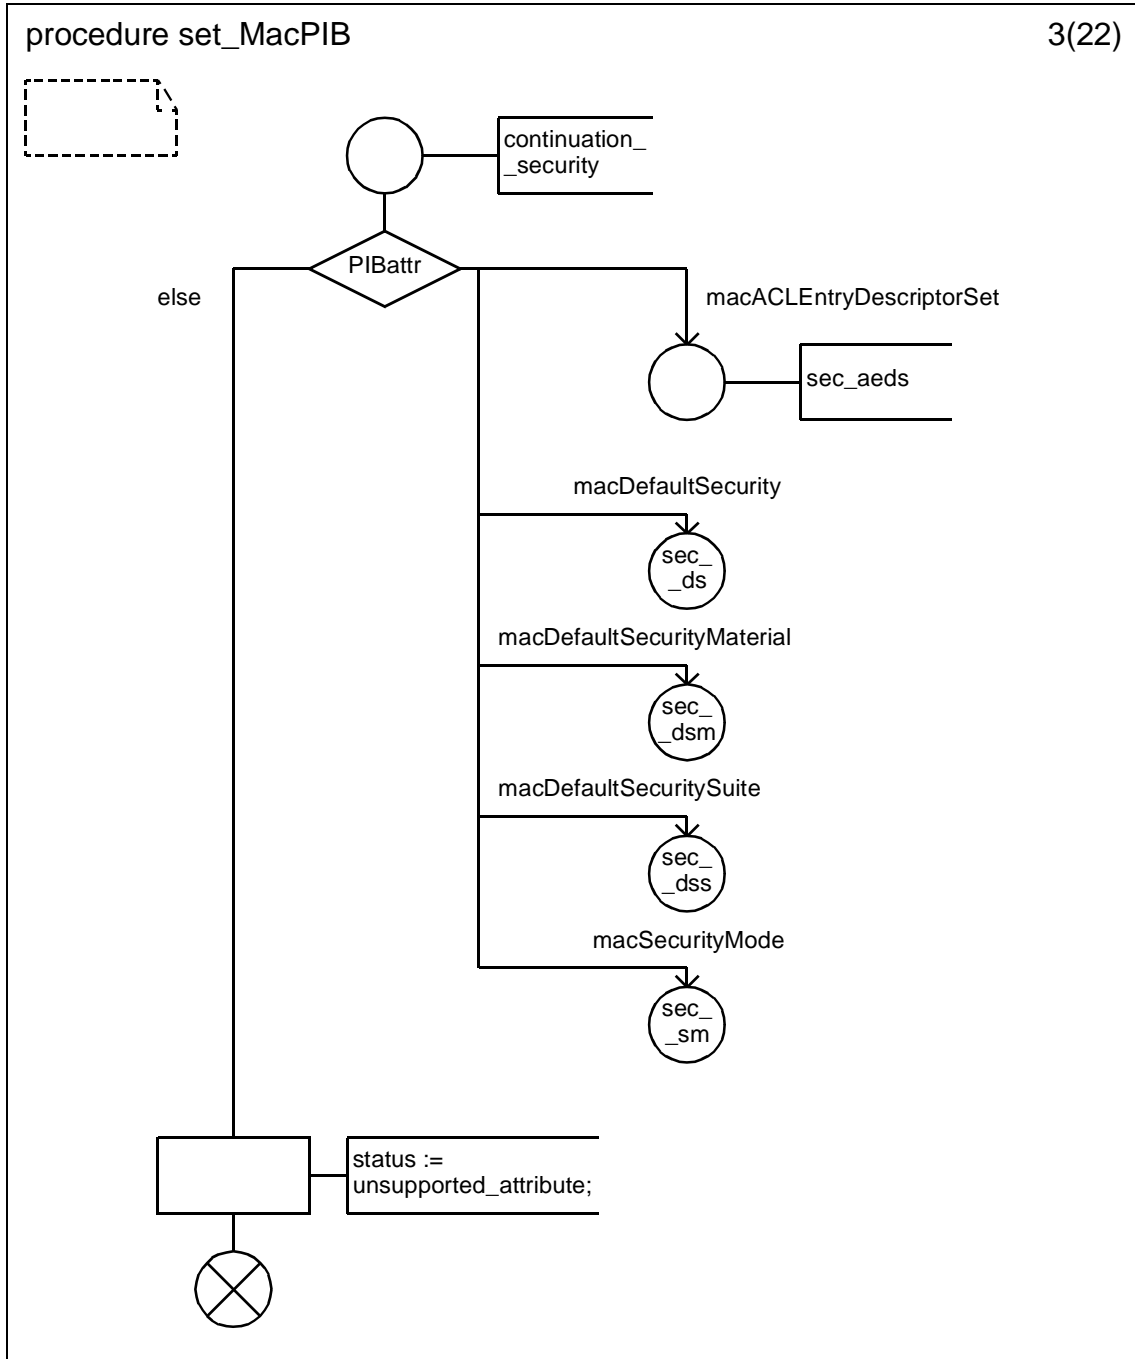 procedure set_MacPIB
3(22)
continuation_
_security
PIBattr
else
macACLEntryDescriptorSet
sec_aeds
macDefaultSecurity
sec_
_ds
macDefaultSecurityMaterial
sec_
_dsm
macDefaultSecuritySuite
sec_
_dss
macSecurityMode
sec_
_sm
status :=
unsupported_attribute;